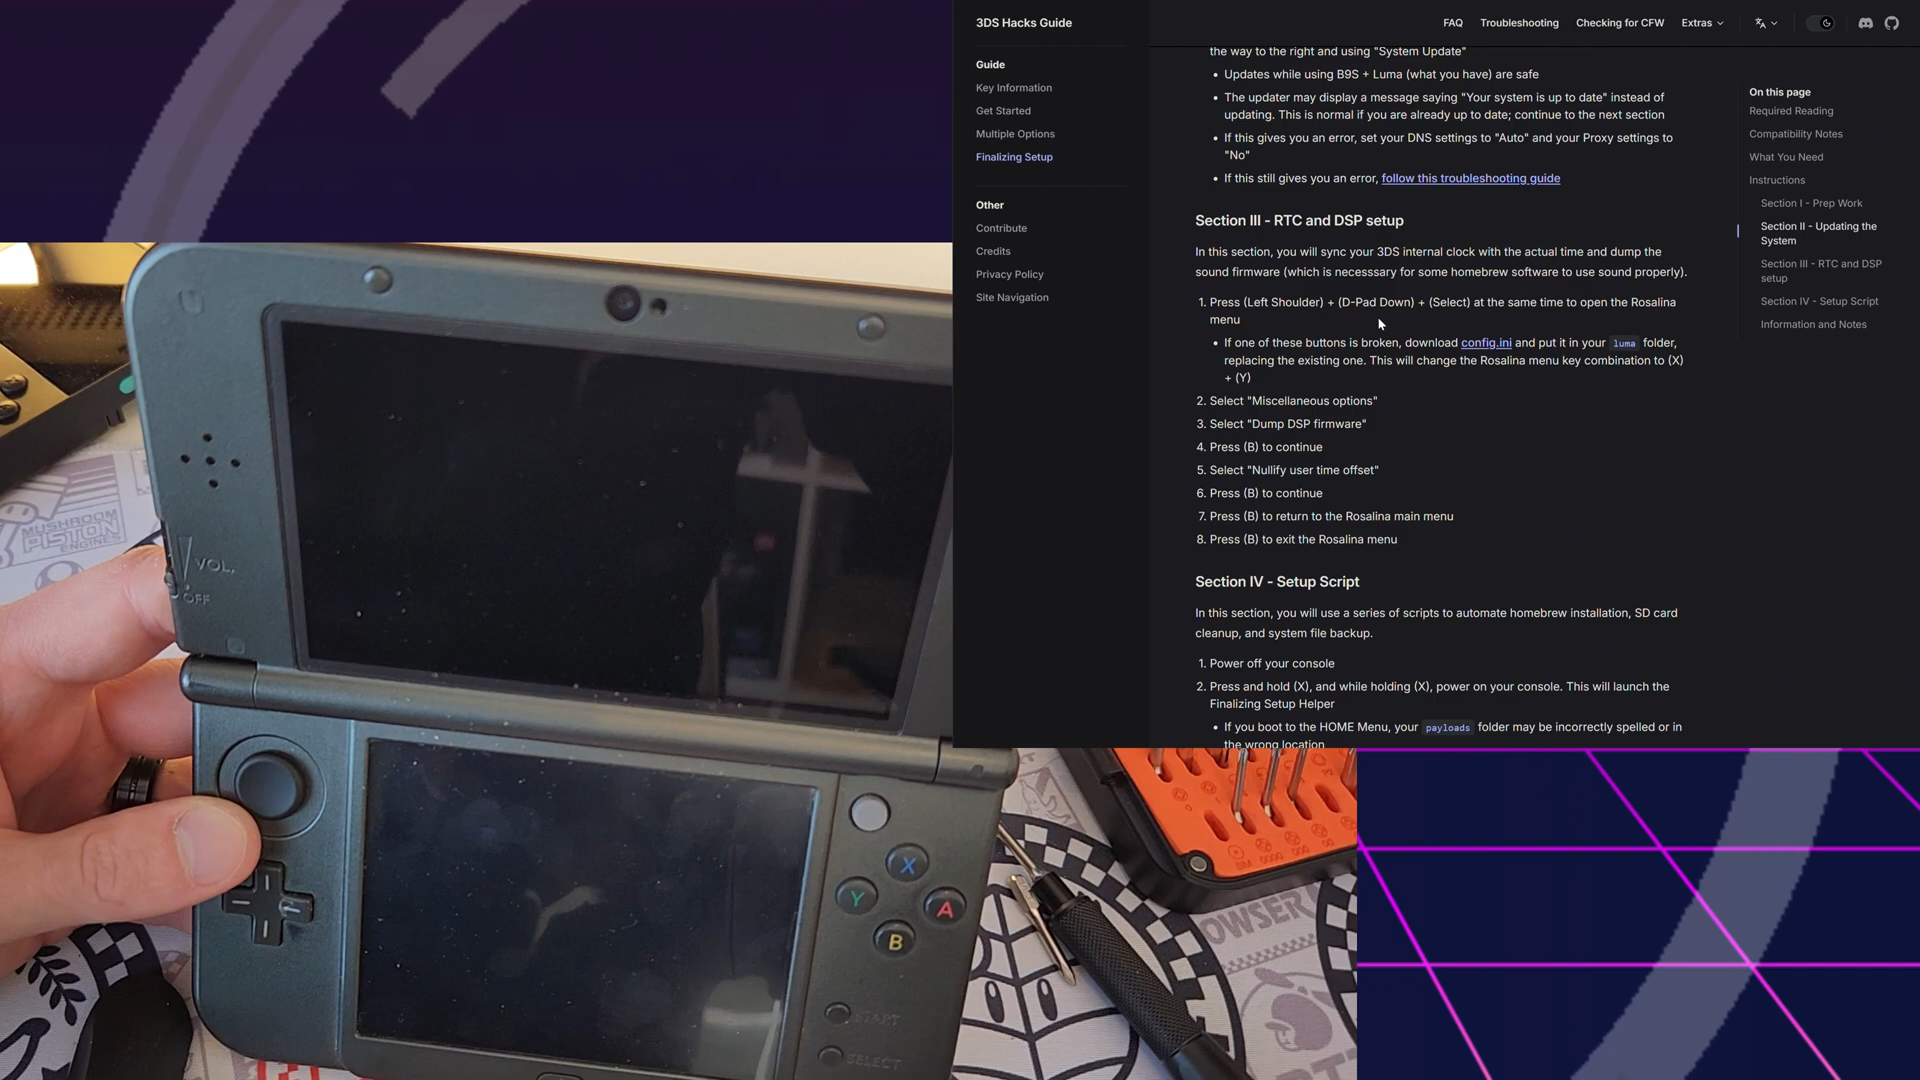 3DS Hacks Guide
FAQ Troubleshooting Checking for CFW Extras
Guide
Key Information
Get Started
Multiple Options
Finalizing Setup
Other
Contribute
Credits
Privacy Policy
Site Navigation
the way to the right and using "System Update"
• Updates while using B9S + Luma (what you have) are safe
• The updater may display a message saying "Your system is up to date" instead of
updating. This is normal if you are already up to date; continue to the next section
• If this gives you an error, set your DNS settings to "Auto" and your Proxy settings to
"No"
• If this still gives you an error, follow this troubleshooting guide
Section III - RTC and DSP setup
In this section, you will sync your 3DS internal clock with the actual time and dump the
sound firmware (which is necesssary for some homebrew software to use sound properly).
1. Press (Left Shoulder) + (D-Pad Down) + (Select) at the same time to open the Rosalina
menu
• If one of these buttons is broken, download config.ini and put it in your luma folder,
replacing the existing one. This will change the Rosalina menu key combination to (X)
+ (Y)
2. Select "Miscellaneous options"
3. Select "Dump DSP firmware"
4. Press (B) to continue
5. Select "Nullify user time offset"
6. Press (B) to continue
7. Press (B) to return to the Rosalina main menu
8. Press (B) to exit the Rosalina menu
Section IV - Setup Script
In this section, you will use a series of scripts to automate homebrew installation, SD card
cleanup, and system file backup.
1. Power off your console
2. Press and hold (X), and while holding (X), power on your console. This will launch the
Finalizing Setup Helper
• If you boot to the HOME Menu, your payloads folder may be incorrectly spelled or in
the wrong location
On this page
Required Reading
Compatibility Notes
What You Need
Instructions
Section I - Prep Work
Section II - Updating the
System
Section III - RTC and DSP
setup
Section IV - Setup Script
Information and Notes
MUSHROOM
PISTON
ENGINES
VOL.
OFF
X
Y
A
B
START
SELECT
OWSER